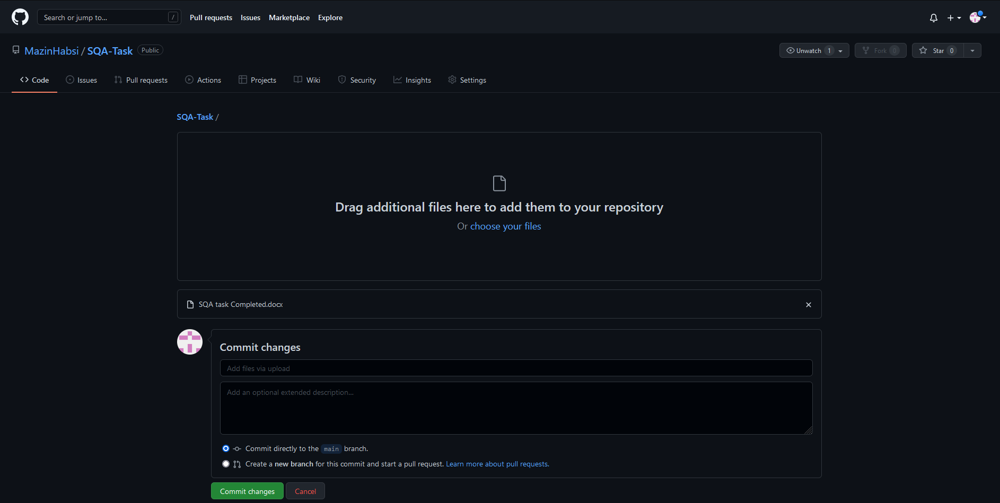 Search or jump to... / Pull requests Issues Marketplace Explore
MazinHabsi / SQA-Task Public Unwatch 1 Fork 0 Star 0
Code Issues Pull requests Actions Projects Wiki Security Insights Settings
SQA-Task /
Drag additional files here to add them to your repository
Or choose your files
SQA task Completed.docx
Commit changes
Add files via upload
Add an optional extended description...
Commit directly to the main branch.
Create a new branch for this commit and start a pull request. Learn more about pull requests.
Commit changes Cancel